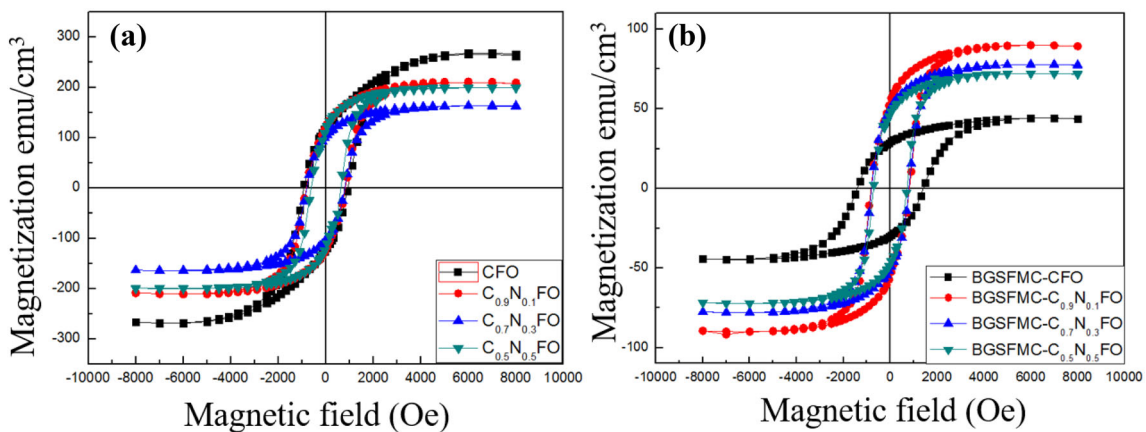 (a)
Magnetization emu/cm³
300
200
100
0
-100
-200
-300
-10000 -8000 -6000 -4000 -2000 0 2000 4000 6000 8000 10000
Magnetic field (Oe)
CFO
C₀.₉N₀.₁FO
C₀.₇N₀.₃FO
C₀.₅N₀.₅FO
(b)
Magnetization emu/cm³
100
50
0
-50
-100
-10000 -8000 -6000 -4000 -2000 0 2000 4000 6000 8000 10000
Magnetic field (Oe)
BGSFMC-CFO
BGSFMC-C₀.₉N₀.₁FO
BGSFMC-C₀.₇N₀.₃FO
BGSFMC-C₀.₅N₀.₅FO